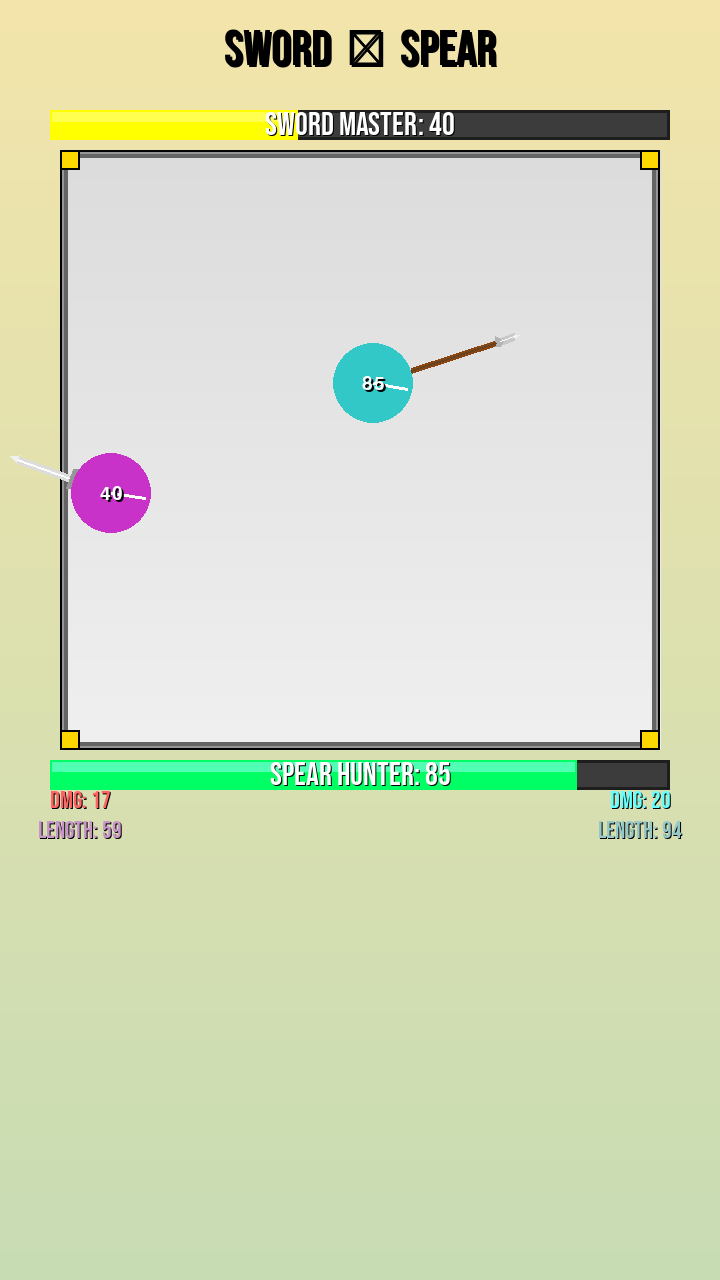 SWORD ⚔ SPEAR
SWORD MASTER: 40
85
40
SPEAR HUNTER: 85
DMG: 17
DMG: 20
LENGTH: 59
LENGTH: 94